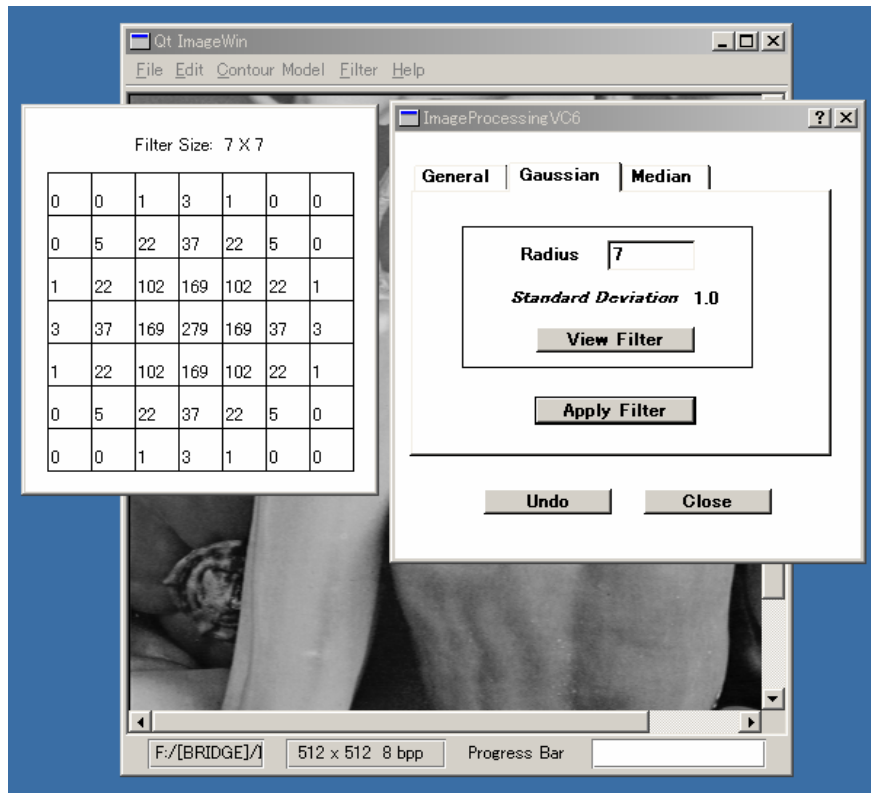 Qt ImageWin
File Edit Contour Model Filter Help
Filter Size: 7 X 7
0 0 1 3 1 0 0
0 5 22 37 22 5 0
1 22 102 169 102 22 1
3 37 169 279 169 37 3
1 22 102 169 102 22 1
0 5 22 37 22 5 0
0 0 1 3 1 0 0
ImageProcessingVC6
General Gaussian Median
Radius 7
Standard Deviation 1.0
View Filter
Apply Filter
Undo Close
F:/[BRIDGE]/1 512 x 512 8 bpp Progress Bar